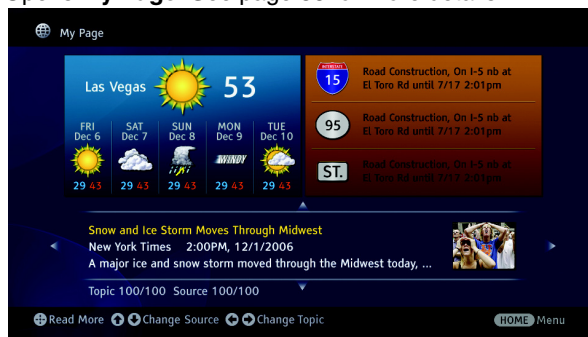 My Page
Las Vegas 53
FRI SAT SUN MON TUE
Dec 6 Dec 7 Dec 8 Dec 9 Dec 10
WINDY
29 43 29 43 29 43 29 43 29 43
INTERSTATE
15
Road Construction, On I-5 nb at
El Toro Rd until 7/17 2:01pm
95
Road Construction, On I-5 nb at
El Toro Rd until 7/17 2:01pm
ST.
Road Construction, On I-5 nb at
El Toro Rd until 7/17 2:01pm
Snow and Ice Storm Moves Through Midwest
New York Times 2:00PM, 12/1/2006
A major ice and snow storm moved through the Midwest today, ...
Topic 100/100 Source 100/100
Read More Change Source Change Topic HOME Menu